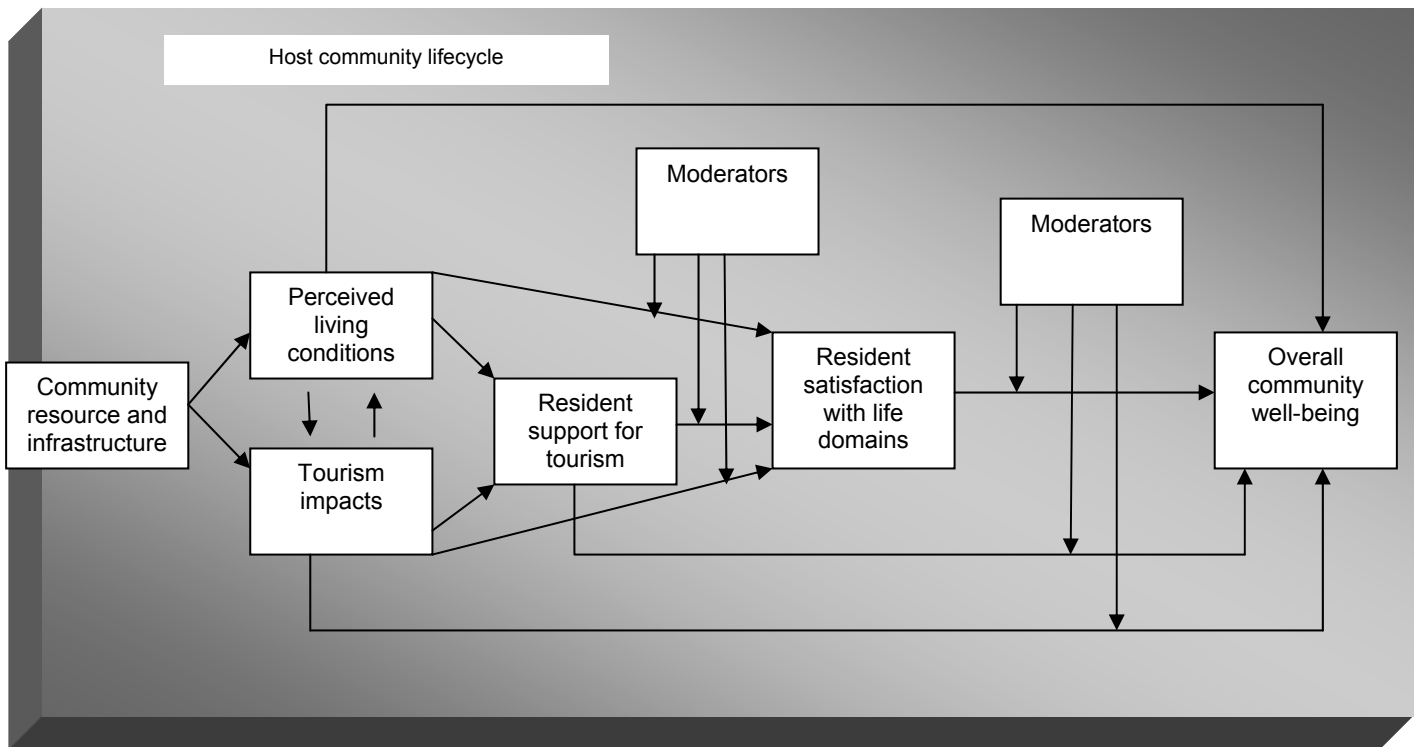 Host community lifecycle
Moderators
Moderators
Perceived
living
conditions
Community
resource and
infrastructure
Tourism
impacts
Resident
support for
tourism
Resident
satisfaction
with life
domains
Overall
community
well-being